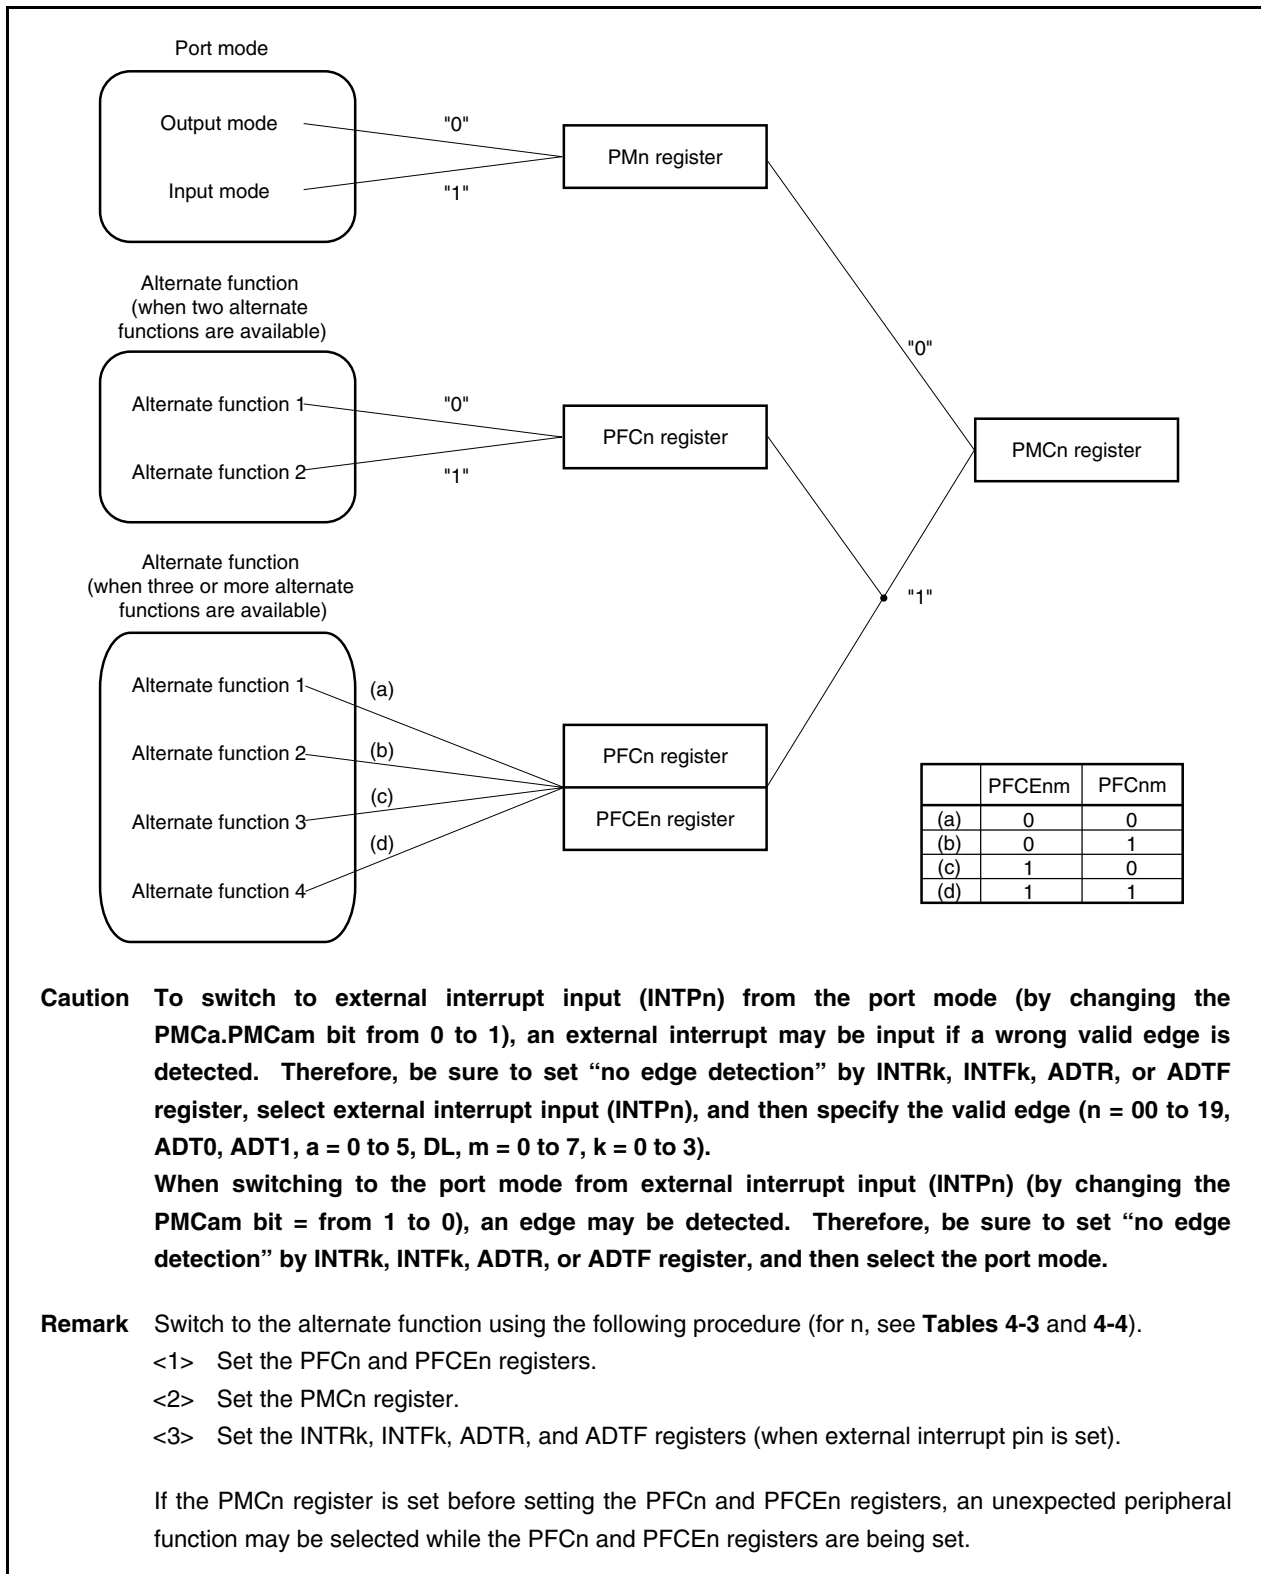 Port mode
Output mode
"0"
PMn register
Input mode
"1"
Alternate function
(when two alternate
functions are available)
"0"
Alternate function 1
"0"
PFCn register
PMCn register
Alternate function 2
"1"
Alternate function
(when three or more alternate
functions are available)
"1"
Alternate function 1
(a)
Alternate function 2
(b)
PFCn register
Alternate function 3
(c)
PFCEn register
Alternate function 4
(d)
PFCEnm PFCnm
(a) 0 0
(b) 0 1
(c) 1 0
(d) 1 1
Caution To switch to external interrupt input (INTPn) from the port mode (by changing the
PMCa.PMCam bit from 0 to 1), an external interrupt may be input if a wrong valid edge is
detected. Therefore, be sure to set “no edge detection” by INTRk, INTFk, ADTR, or ADTF
register, select external interrupt input (INTPn), and then specify the valid edge (n = 00 to 19,
ADT0, ADT1, a = 0 to 5, DL, m = 0 to 7, k = 0 to 3).
When switching to the port mode from external interrupt input (INTPn) (by changing the
PMCam bit = from 1 to 0), an edge may be detected. Therefore, be sure to set “no edge
detection” by INTRk, INTFk, ADTR, or ADTF register, and then select the port mode.
Remark Switch to the alternate function using the following procedure (for n, see Tables 4-3 and 4-4).
<1> Set the PFCn and PFCEn registers.
<2> Set the PMCn register.
<3> Set the INTRk, INTFk, ADTR, and ADTF registers (when external interrupt pin is set).
If the PMCn register is set before setting the PFCn and PFCEn registers, an unexpected peripheral
function may be selected while the PFCn and PFCEn registers are being set.